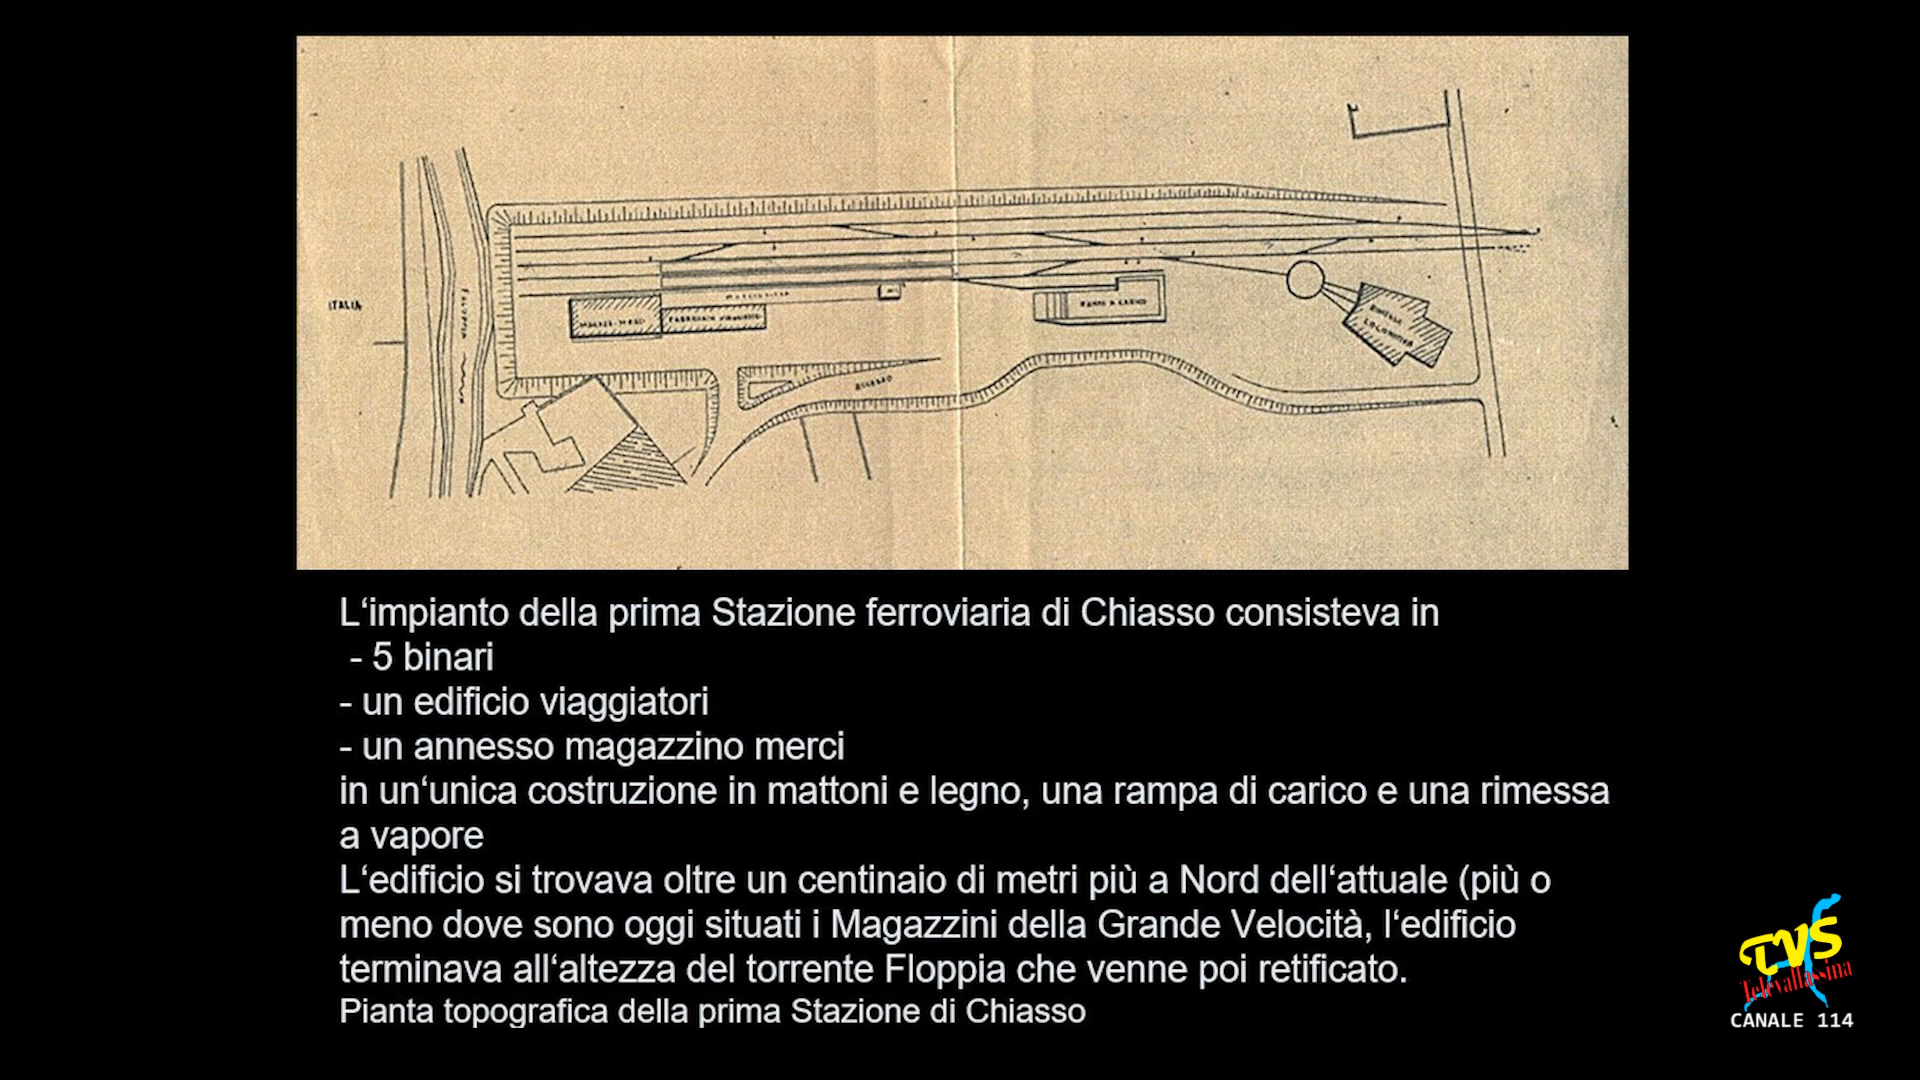 ITALIA
ACCESSO
L‘impianto della prima Stazione ferroviaria di Chiasso consisteva in
- 5 binari
- un edificio viaggiatori
- un annesso magazzino merci
in un‘unica costruzione in mattoni e legno, una rampa di carico e una rimessa
a vapore
L‘edificio si trovava oltre un centinaio di metri più a Nord dell‘attuale (più o
meno dove sono oggi situati i Magazzini della Grande Velocità, l‘edificio
terminava all‘altezza del torrente Floppia che venne poi retificato.
Pianta topografica della prima Stazione di Chiasso
TVS
Televallassina
CANALE 114